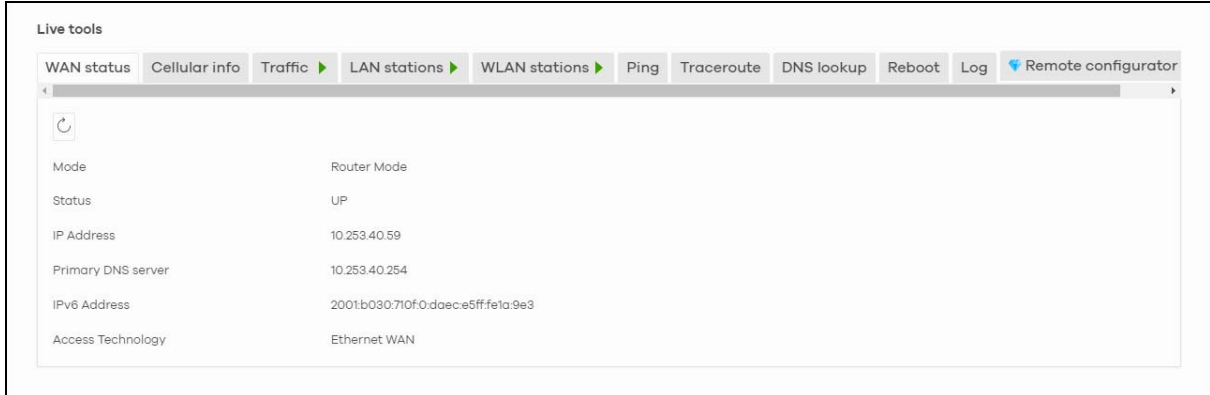 Live tools
WAN status Cellular info Traffic LAN stations WLAN stations Ping Traceroute DNS lookup Reboot Log Remote configurator
Mode Router Mode
Status UP
IP Address 10.253.40.59
Primary DNS server 10.253.40.254
IPv6 Address 2001:b030:710f:0:daec:e5ff:fe1a:9e3
Access Technology Ethernet WAN